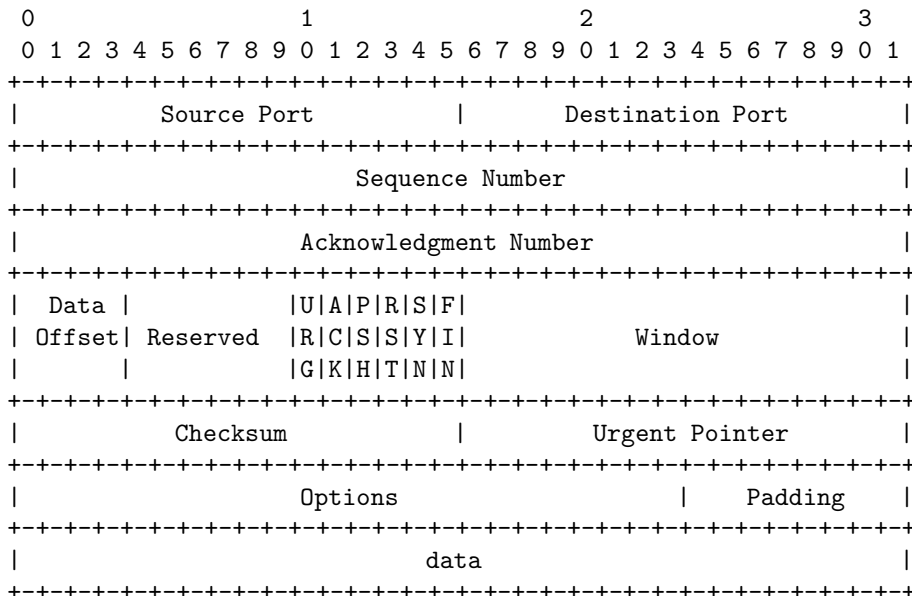 0                   1                   2                   3
 0 1 2 3 4 5 6 7 8 9 0 1 2 3 4 5 6 7 8 9 0 1 2 3 4 5 6 7 8 9 0 1
+-+-+-+-+-+-+-+-+-+-+-+-+-+-+-+-+-+-+-+-+-+-+-+-+-+-+-+-+-+-+-+-+
|          Source Port          |       Destination Port        |
+-+-+-+-+-+-+-+-+-+-+-+-+-+-+-+-+-+-+-+-+-+-+-+-+-+-+-+-+-+-+-+-+
|                        Sequence Number                        |
+-+-+-+-+-+-+-+-+-+-+-+-+-+-+-+-+-+-+-+-+-+-+-+-+-+-+-+-+-+-+-+-+
|                    Acknowledgment Number                      |
+-+-+-+-+-+-+-+-+-+-+-+-+-+-+-+-+-+-+-+-+-+-+-+-+-+-+-+-+-+-+-+-+
|  Data |           |U|A|P|R|S|F|                               |
| Offset| Reserved  |R|C|S|S|Y|I|            Window             |
|       |           |G|K|H|T|N|N|                               |
+-+-+-+-+-+-+-+-+-+-+-+-+-+-+-+-+-+-+-+-+-+-+-+-+-+-+-+-+-+-+-+-+
|           Checksum            |         Urgent Pointer        |
+-+-+-+-+-+-+-+-+-+-+-+-+-+-+-+-+-+-+-+-+-+-+-+-+-+-+-+-+-+-+-+-+
|                    Options                    |    Padding    |
+-+-+-+-+-+-+-+-+-+-+-+-+-+-+-+-+-+-+-+-+-+-+-+-+-+-+-+-+-+-+-+-+
|                             data                              |
+-+-+-+-+-+-+-+-+-+-+-+-+-+-+-+-+-+-+-+-+-+-+-+-+-+-+-+-+-+-+-+-+